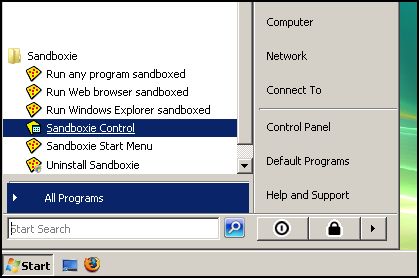 Sandboxie
Run any program sandboxed
Run Web browser sandboxed
Run Windows Explorer sandboxed
Sandboxie Control
Sandboxie Start Menu
Uninstall Sandboxie
All Programs
Start Search
Computer
Network
Connect To
Control Panel
Default Programs
Help and Support
Start